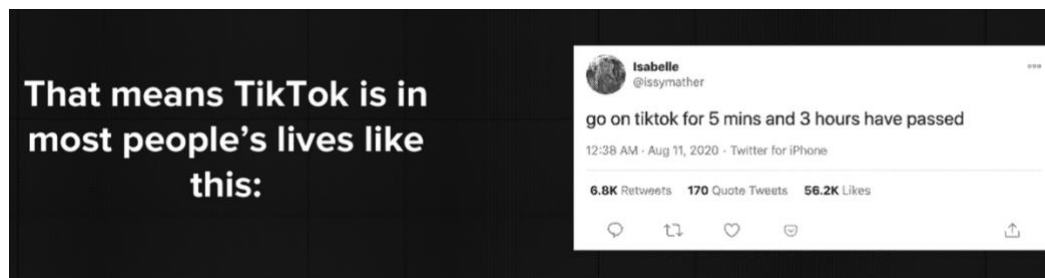 That means TikTok is in
most people’s lives like
this:
Isabelle
@issymather
go on tiktok for 5 mins and 3 hours have passed
12:38 AM · Aug 11, 2020 · Twitter for iPhone
6.8K Retweets 170 Quote Tweets 56.2K Likes